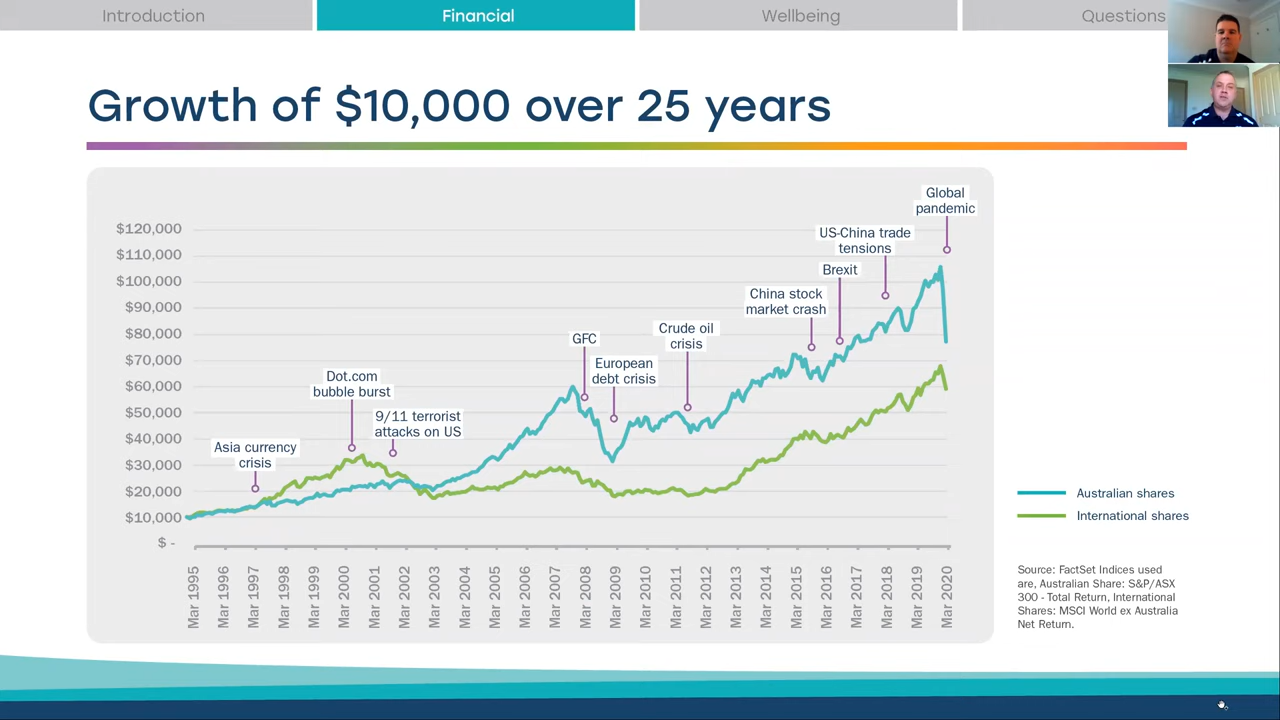 Introduction
Financial
Wellbeing
Questions
Growth of $10,000 over 25 years
Global
pandemic
US-China trade
tensions
Brexit
China stock
market crash
Crude oil
crisis
GFC
European
debt crisis
Dot.com
bubble burst
9/11 terrorist
attacks on US
Asia currency
crisis
$120,000
$110,000
$100,000
$90,000
$80,000
$70,000
$60,000
$50,000
$40,000
$30,000
$20,000
$10,000
$ -
Mar 1995
Mar 1996
Mar 1997
Mar 1998
Mar 1999
Mar 2000
Mar 2001
Mar 2002
Mar 2003
Mar 2004
Mar 2005
Mar 2006
Mar 2007
Mar 2008
Mar 2009
Mar 2010
Mar 2011
Mar 2012
Mar 2013
Mar 2014
Mar 2015
Mar 2016
Mar 2017
Mar 2018
Mar 2019
Mar 2020
Australian shares
International shares
Source: FactSet Indices used
are, Australian Share: S&P/ASX
300 - Total Return, International
Shares: MSCI World ex Australia
Net Return.